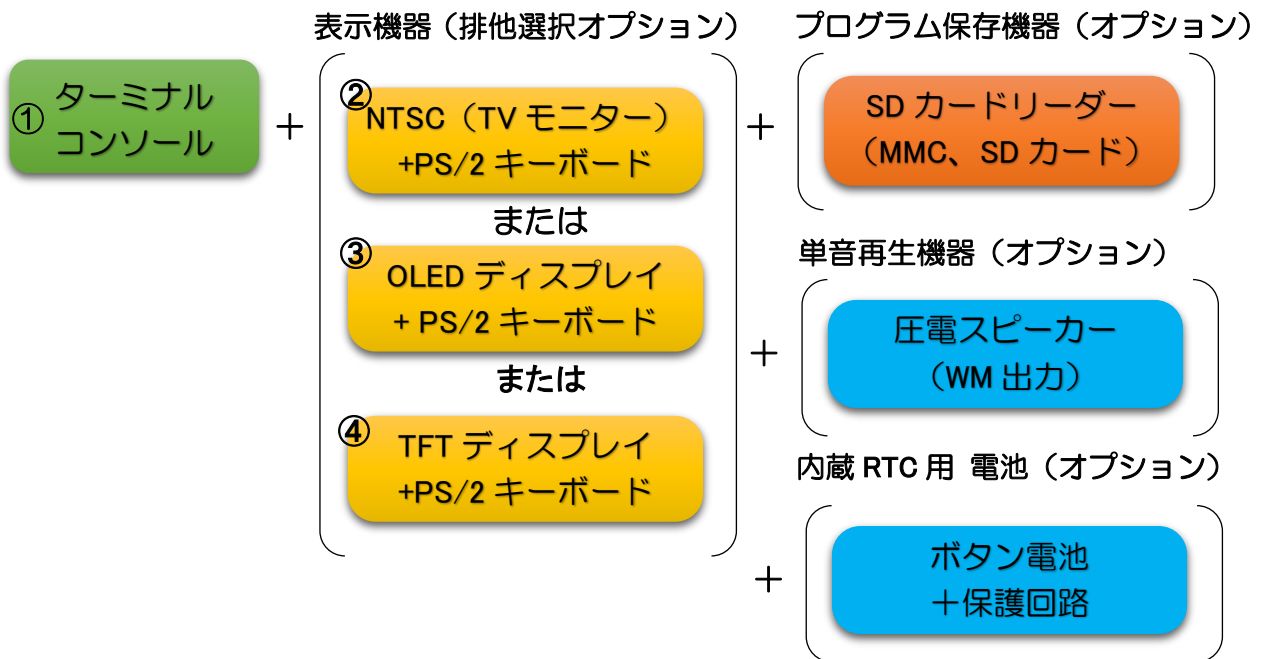 表示機器（排他選択オプション）
プログラム保存機器（オプション）
①
ターミナル
コンソール
+
②
NTSC（TV モニター）
+PS/2 キーボード
または
③
OLED ディスプレイ
+ PS/2 キーボード
または
④
TFT ディスプレイ
+PS/2 キーボード
+
SD カードリーダー
（MMC、SD カード）
単音再生機器（オプション）
+
圧電スピーカー
（WM 出力）
内蔵 RTC 用 電池（オプション）
+
ボタン電池
＋保護回路